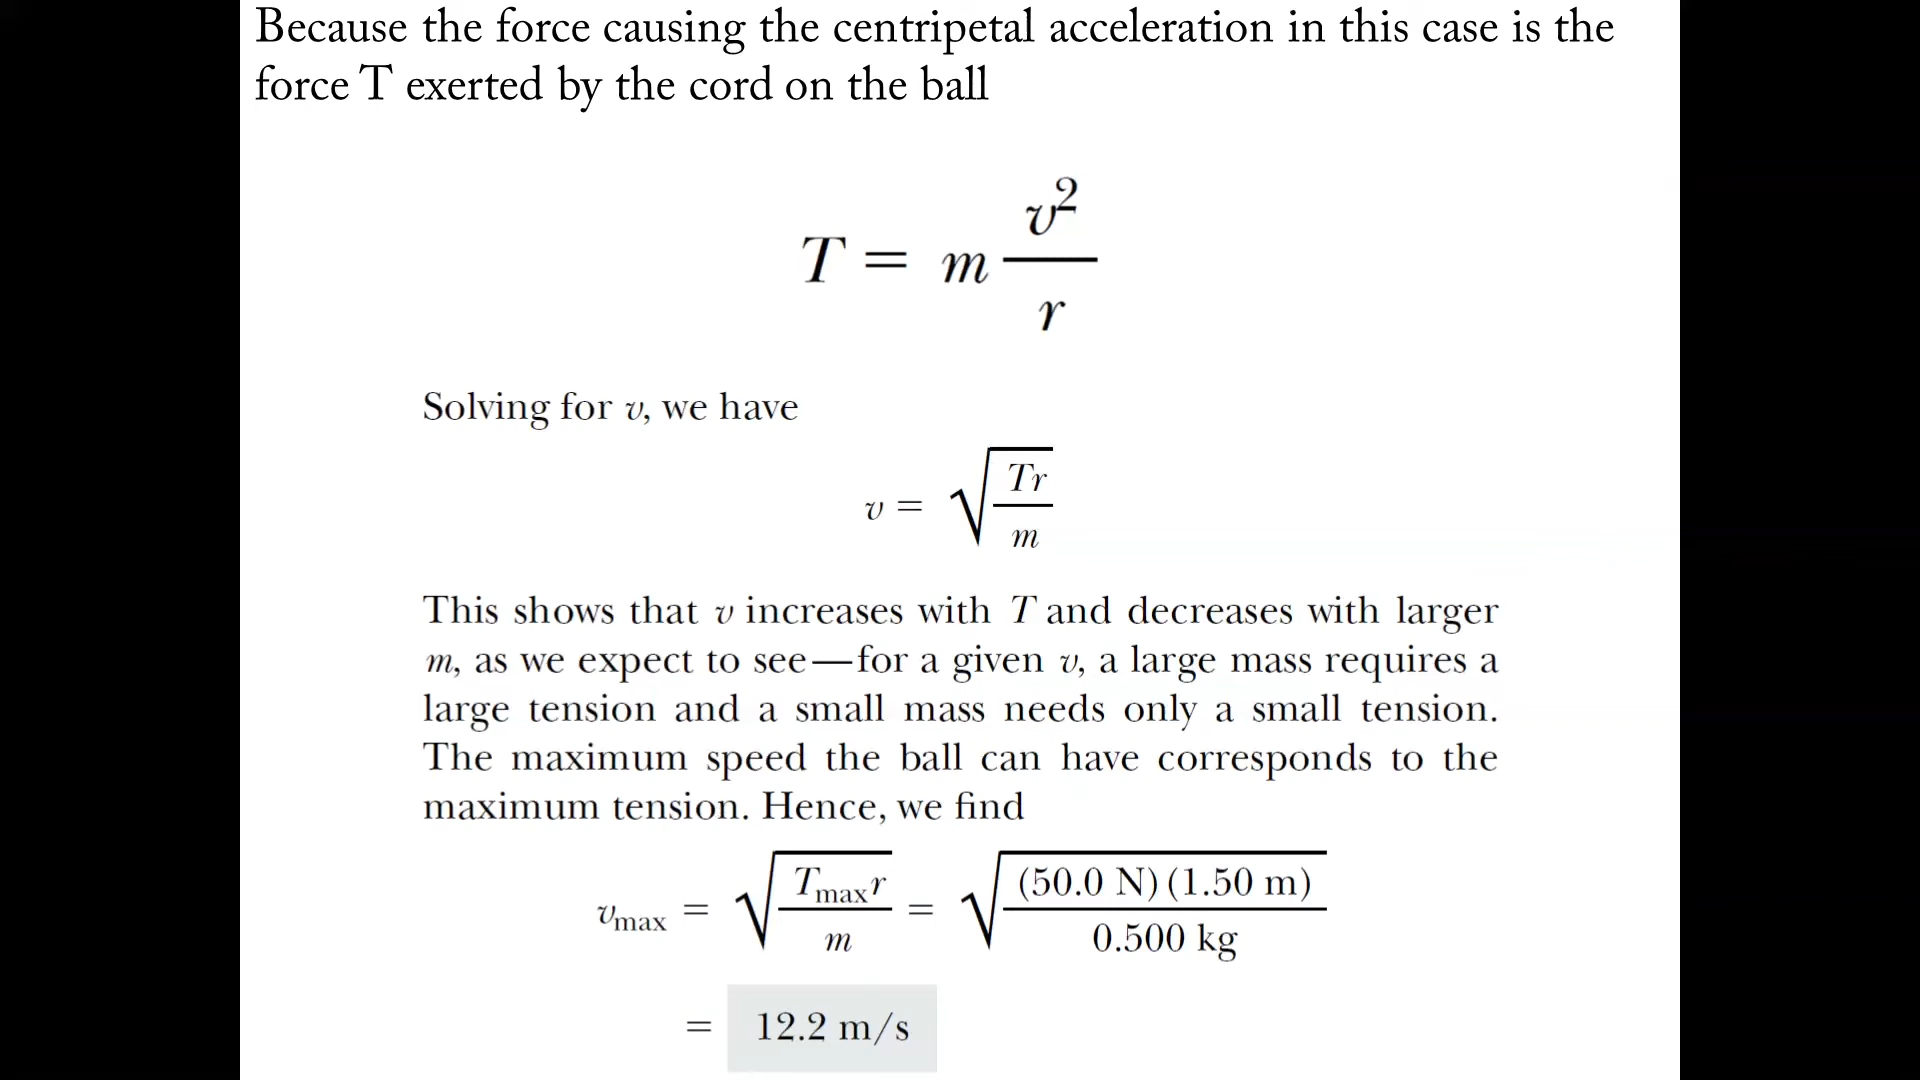 Because the force causing the centripetal acceleration in this case is the
force T exerted by the cord on the ball
T = m v²/r
Solving for v, we have
v = √(Tr/m)
This shows that v increases with T and decreases with larger
m, as we expect to see—for a given v, a large mass requires a
large tension and a small mass needs only a small tension.
The maximum speed the ball can have corresponds to the
maximum tension. Hence, we find
v_max = √(T_max r/m) = √((50.0 N)(1.50 m)/0.500 kg)
= 12.2 m/s